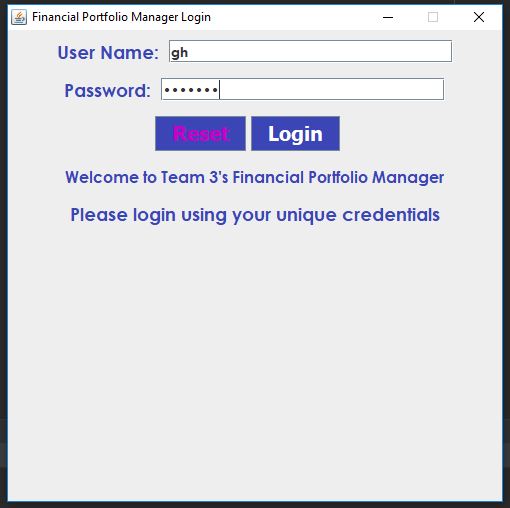 Financial Portfolio Manager Login
User Name: gh
Password: •••••••
Reset Login
Welcome to Team 3's Financial Portfolio Manager
Please login using your unique credentials